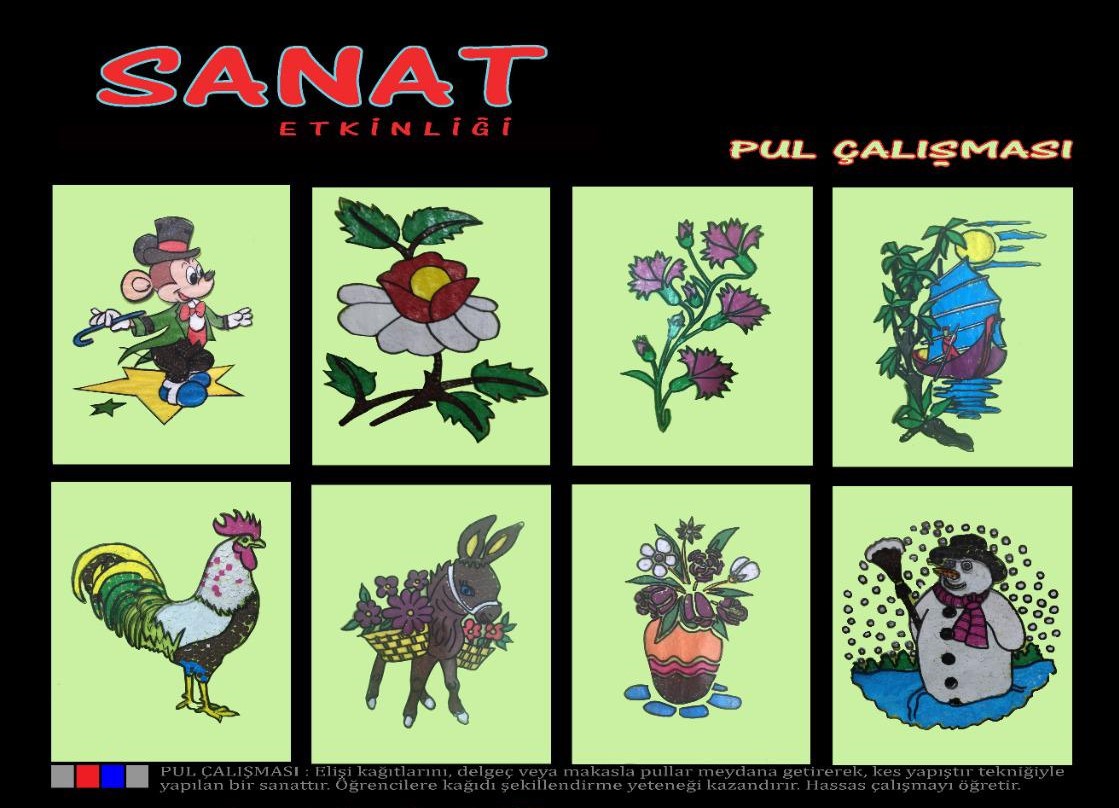 SANAT
ETKİNLİĞİ
PUL ÇALIŞMASI
PUL ÇALIŞMASI : Elişi kağıtlarını, delgeç veya makasla pullar meydana getirerek, kes yapıştır tekniğiyle
yapılan bir sanattır. Öğrencilere kağıdı şekillendirme yeteneği kazandırır. Hassas çalışmayı öğretir.